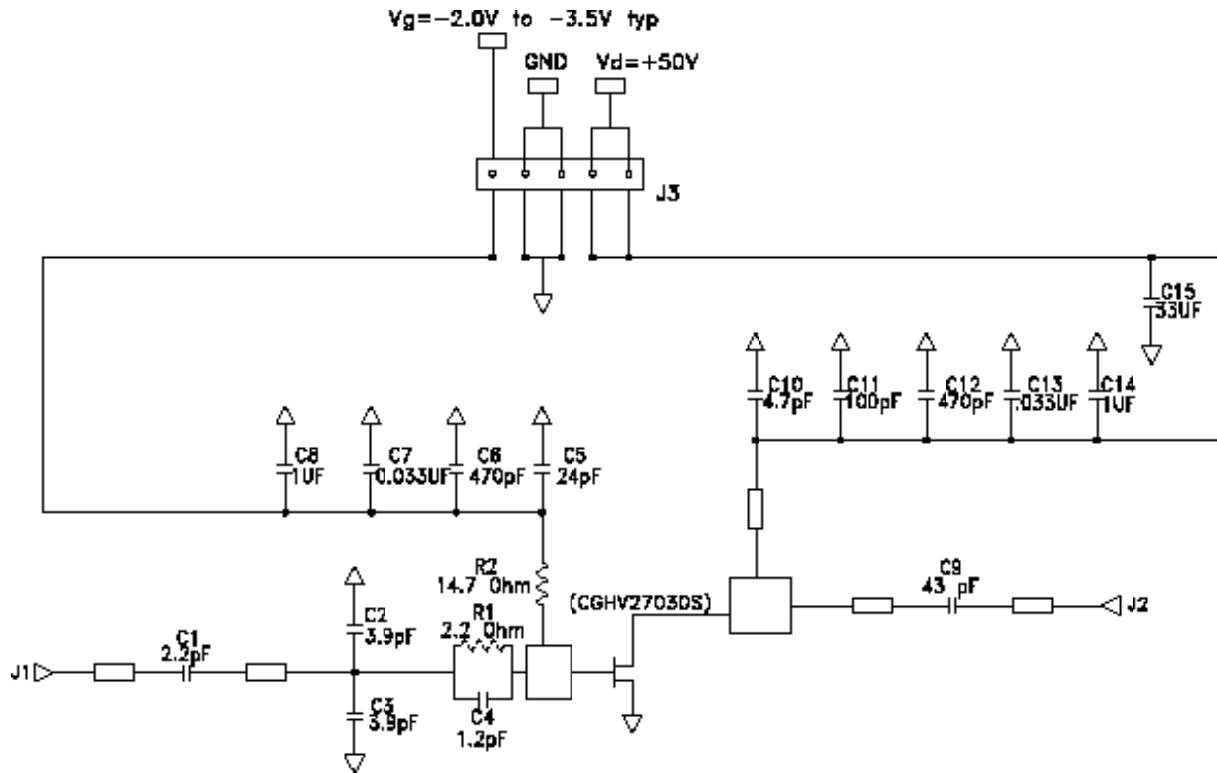 Vg=-2.0V to -3.5V typ
GND
Vd=+50V
J3
C15
33UF
C10
4.7pF
C11
100pF
C12
470pF
C13
.033UF
C14
1UF
C8
1UF
C7
0.033UF
C6
470pF
C5
24pF
R2
14.7 Ohm
R1
2.2 Ohm
(CGHV27030S)
C9
43 pF
J2
C2
3.9pF
C1
2.2pF
J1
C3
3.9pF
C4
1.2pF